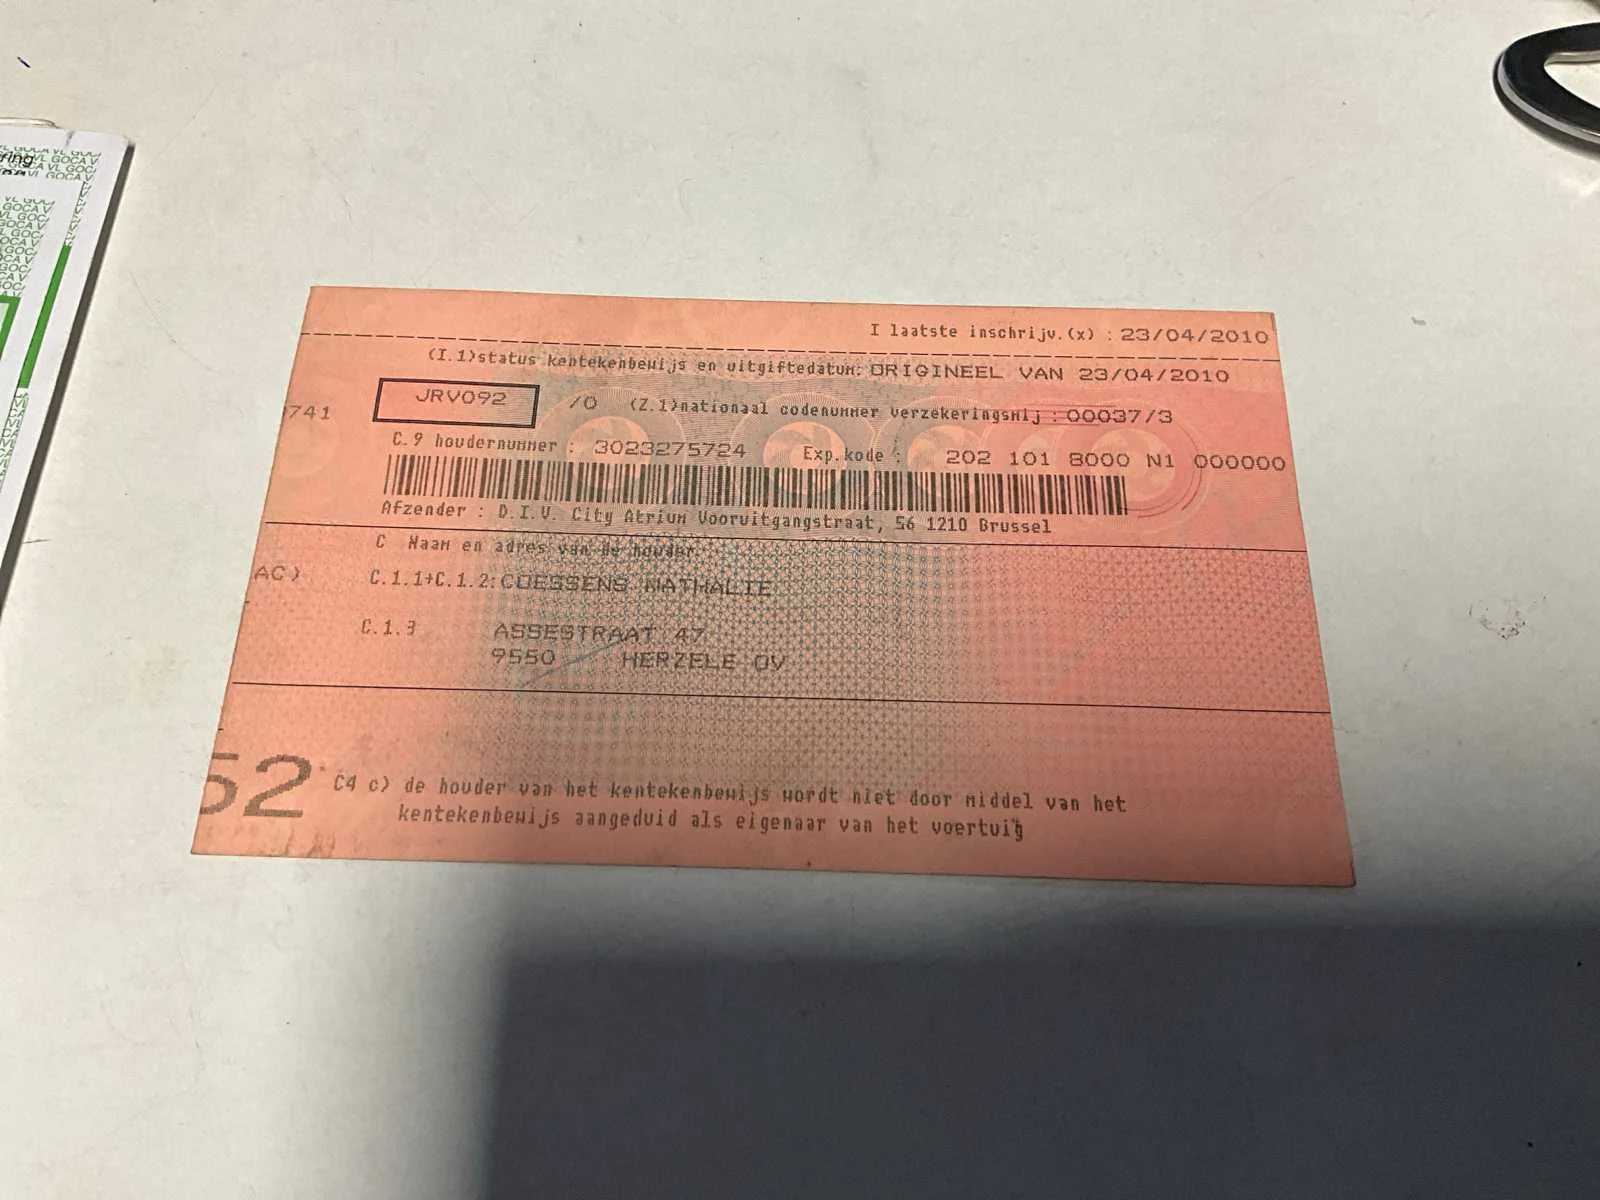 I laatste inschrijv.(x) : 23/04/2010
(I.1)status kentekenbewijs en uitgiftedatum: ORIGINEEL VAN 23/04/2010
JRV092 /0 (Z.1)nationaal codenummer verzekeringsmij : 00037/3
741
C.9 houdernummer : 3023275724 Exp.kode : 202 101 8000 N1 000000
Afzender : D.I.V. City Atrium Vooruitgangstraat, 56 1210 Brussel
C Naam en adres van de houder:
AC) C.1.1+C.1.2: COESSENS NATHALIE
C.1.3 ASSESTRAAT 47
9550 HERZELE OV
52
C4 c) de houder van het kentekenbewijs wordt niet door middel van het
kentekenbewijs aangeduid als eigenaar van het voertuig
GOCA VL